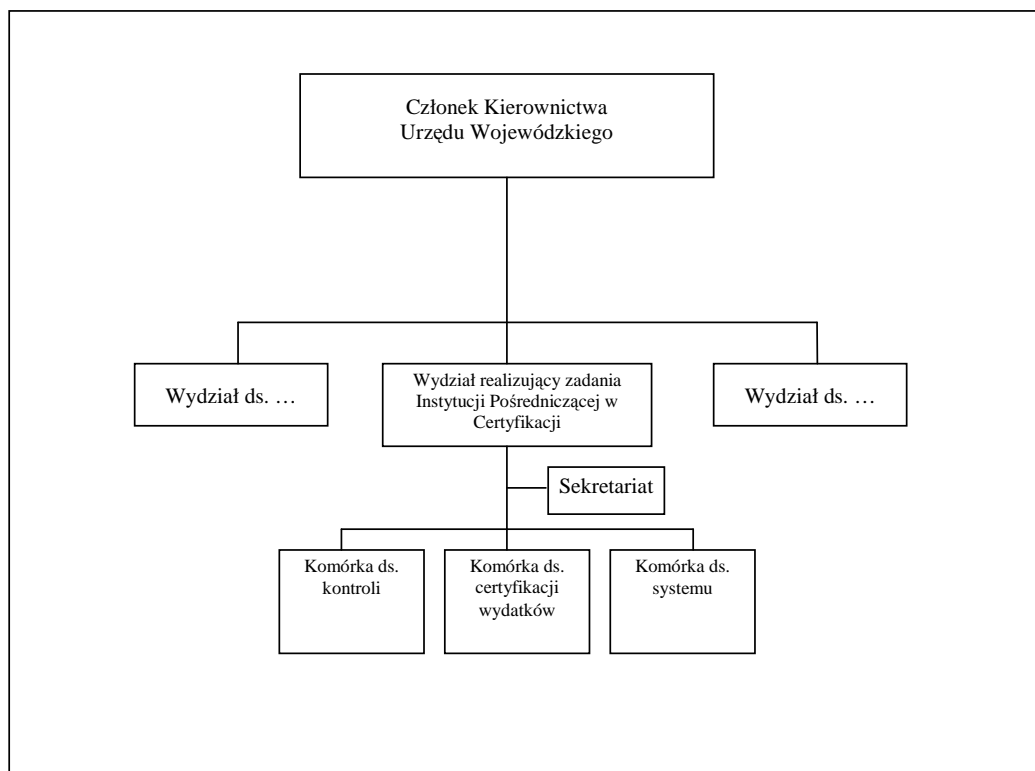 Członek Kierownictwa
Urzędu Wojewódzkiego
Wydział ds. …
Wydział realizujący zadania
Instytucji Pośredniczącej w
Certyfikacji
Wydział ds. …
Sekretariat
Komórka ds.
kontroli
Komórka ds.
certyfikacji
wydatków
Komórka ds.
systemu